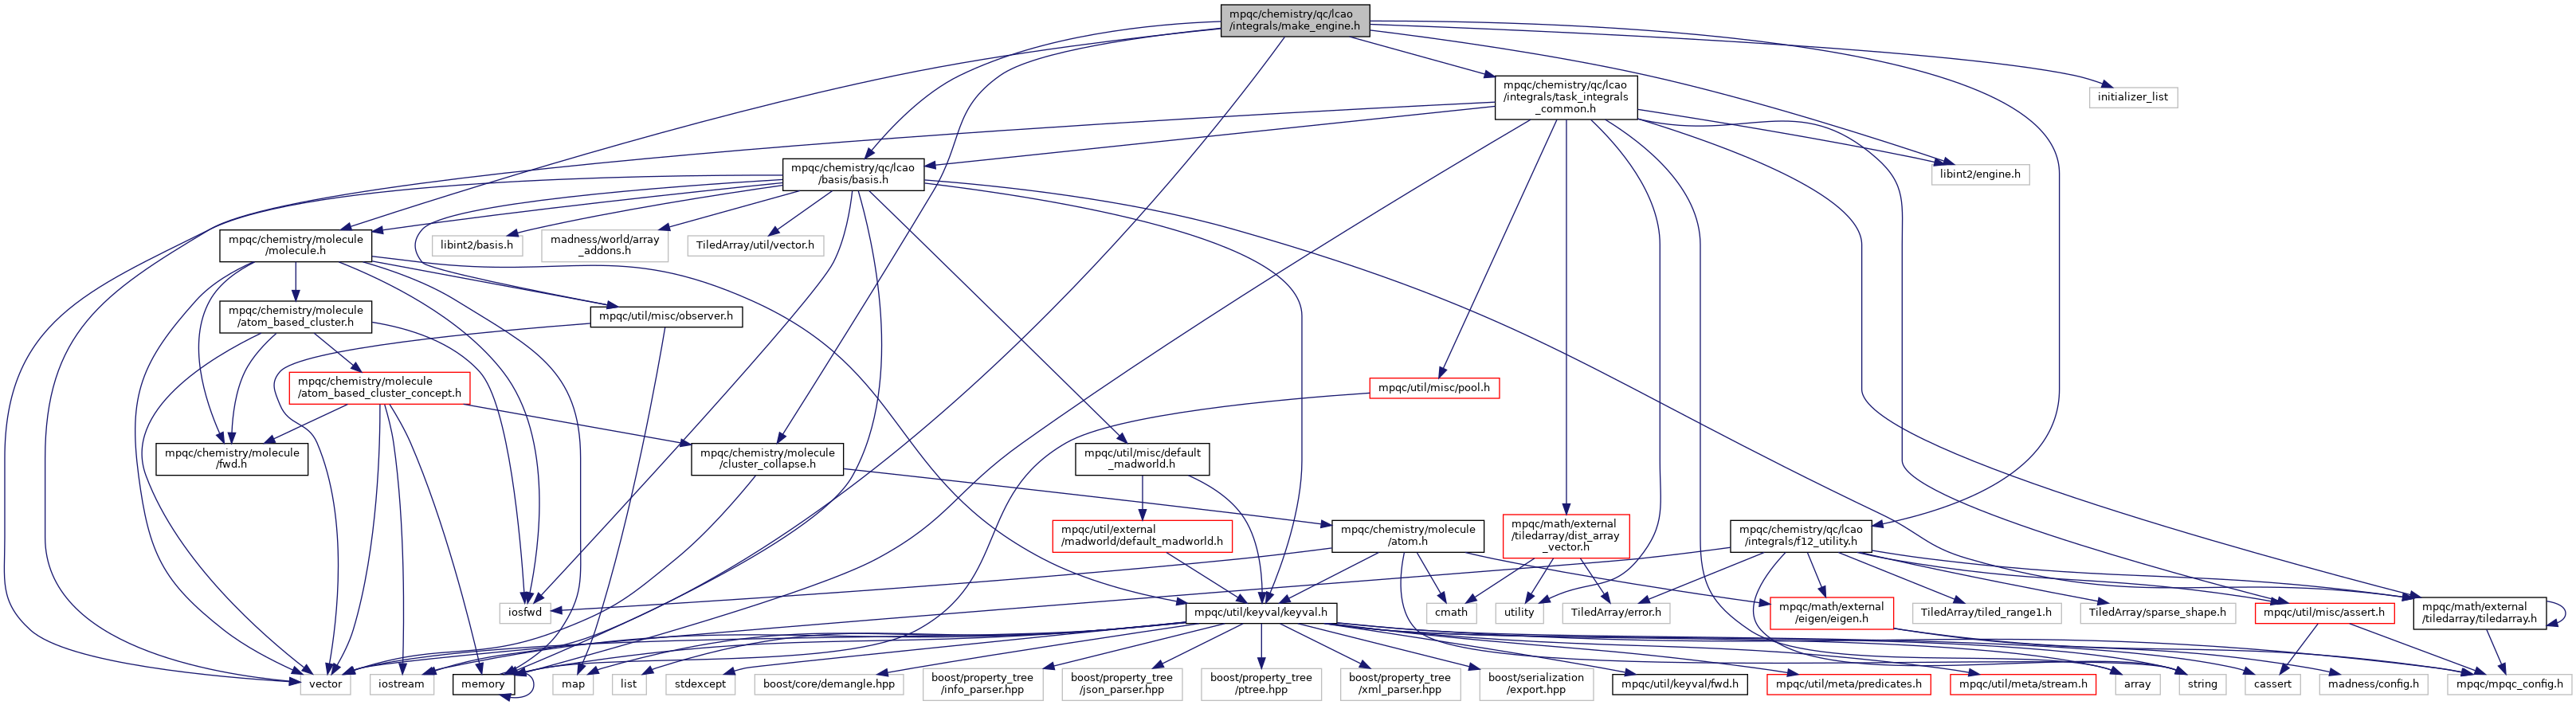 mpqc/chemistry/qc/lcao
/integrals/make_engine.h
mpqc/chemistry/qc/lcao
/integrals/task_integrals
_common.h
initializer_list
mpqc/chemistry/qc/lcao
/basis/basis.h
libint2/engine.h
mpqc/chemistry/molecule
/molecule.h
libint2/basis.h
madness/world/array
_addons.h
TiledArray/util/vector.h
mpqc/chemistry/molecule
/atom_based_cluster.h
mpqc/util/misc/observer.h
mpqc/chemistry/molecule
/atom_based_cluster_concept.h
mpqc/util/misc/pool.h
mpqc/chemistry/molecule
/fwd.h
mpqc/chemistry/molecule
/cluster_collapse.h
mpqc/util/misc/default
_madworld.h
mpqc/util/external
/madworld/default_madworld.h
mpqc/chemistry/molecule
/atom.h
mpqc/math/external
/tiledarray/dist_array
_vector.h
mpqc/chemistry/qc/lcao
/integrals/f12_utility.h
iosfwd
mpqc/util/keyval/keyval.h
cmath
utility
TiledArray/error.h
mpqc/math/external
/eigen/eigen.h
TiledArray/tiled_range1.h
TiledArray/sparse_shape.h
mpqc/util/misc/assert.h
mpqc/math/external
/tiledarray/tiledarray.h
vector
iostream
memory
map
list
stdexcept
boost/core/demangle.hpp
boost/property_tree
/info_parser.hpp
boost/property_tree
/json_parser.hpp
boost/property_tree
/ptree.hpp
boost/property_tree
/xml_parser.hpp
boost/serialization
/export.hpp
mpqc/util/keyval/fwd.h
mpqc/util/meta/predicates.h
mpqc/util/meta/stream.h
array
string
cassert
madness/config.h
mpqc/mpqc_config.h